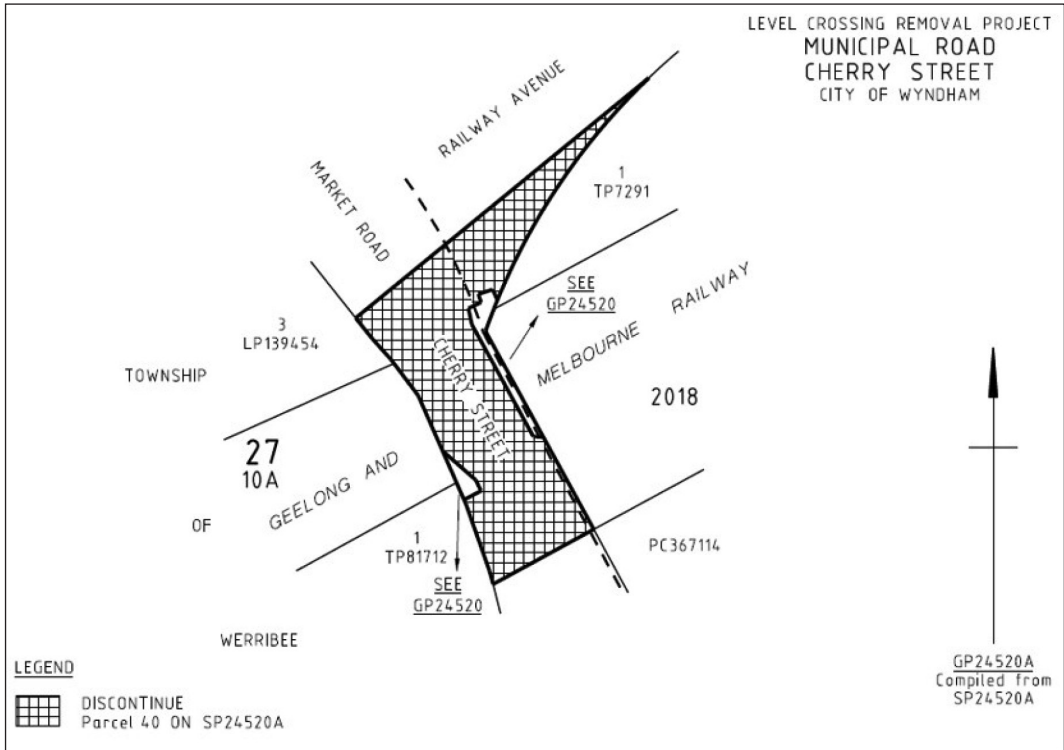 LEVEL CROSSING REMOVAL PROJECT
MUNICIPAL ROAD
CHERRY STREET
CITY OF WYNDHAM
RAILWAY AVENUE
MARKET ROAD
1
TP7291
SEE
GP24520
3
LP139454
TOWNSHIP
MELBOURNE RAILWAY
CHERRY STREET
2018
27
10A
GEELONG AND
OF
1
TP81712
PC367114
SEE
GP24520
WERRIBEE
LEGEND
DISCONTINUE
Parcel 40 ON SP24520A
GP24520A
Compiled from
SP24520A